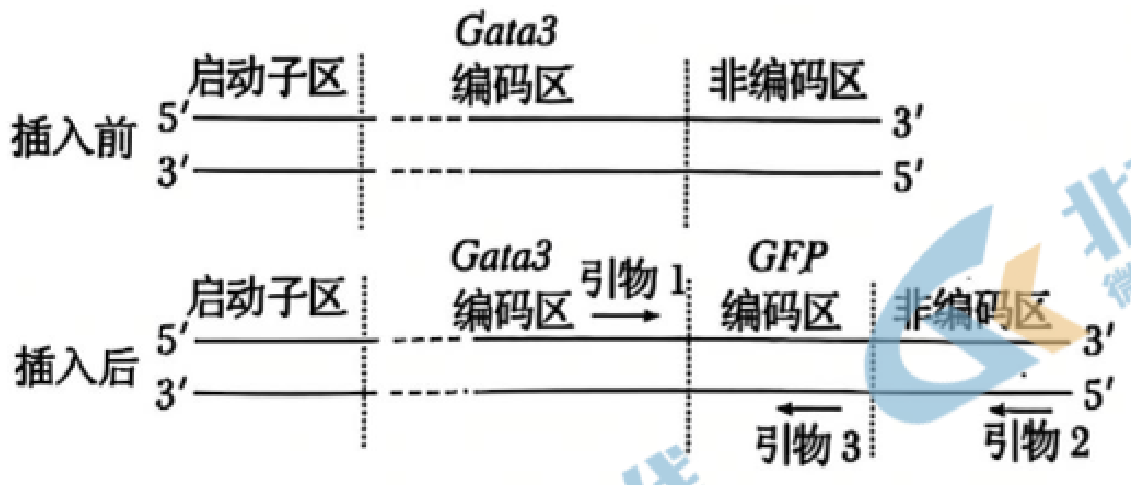 Gata3
启动子区 编码区 非编码区
插入前 5′ 3′
3′ 5′
Gata3 GFP
启动子区 编码区 引物 1 编码区 非编码区
插入后 5′ 3′
3′ 5′
引物 3 引物 2